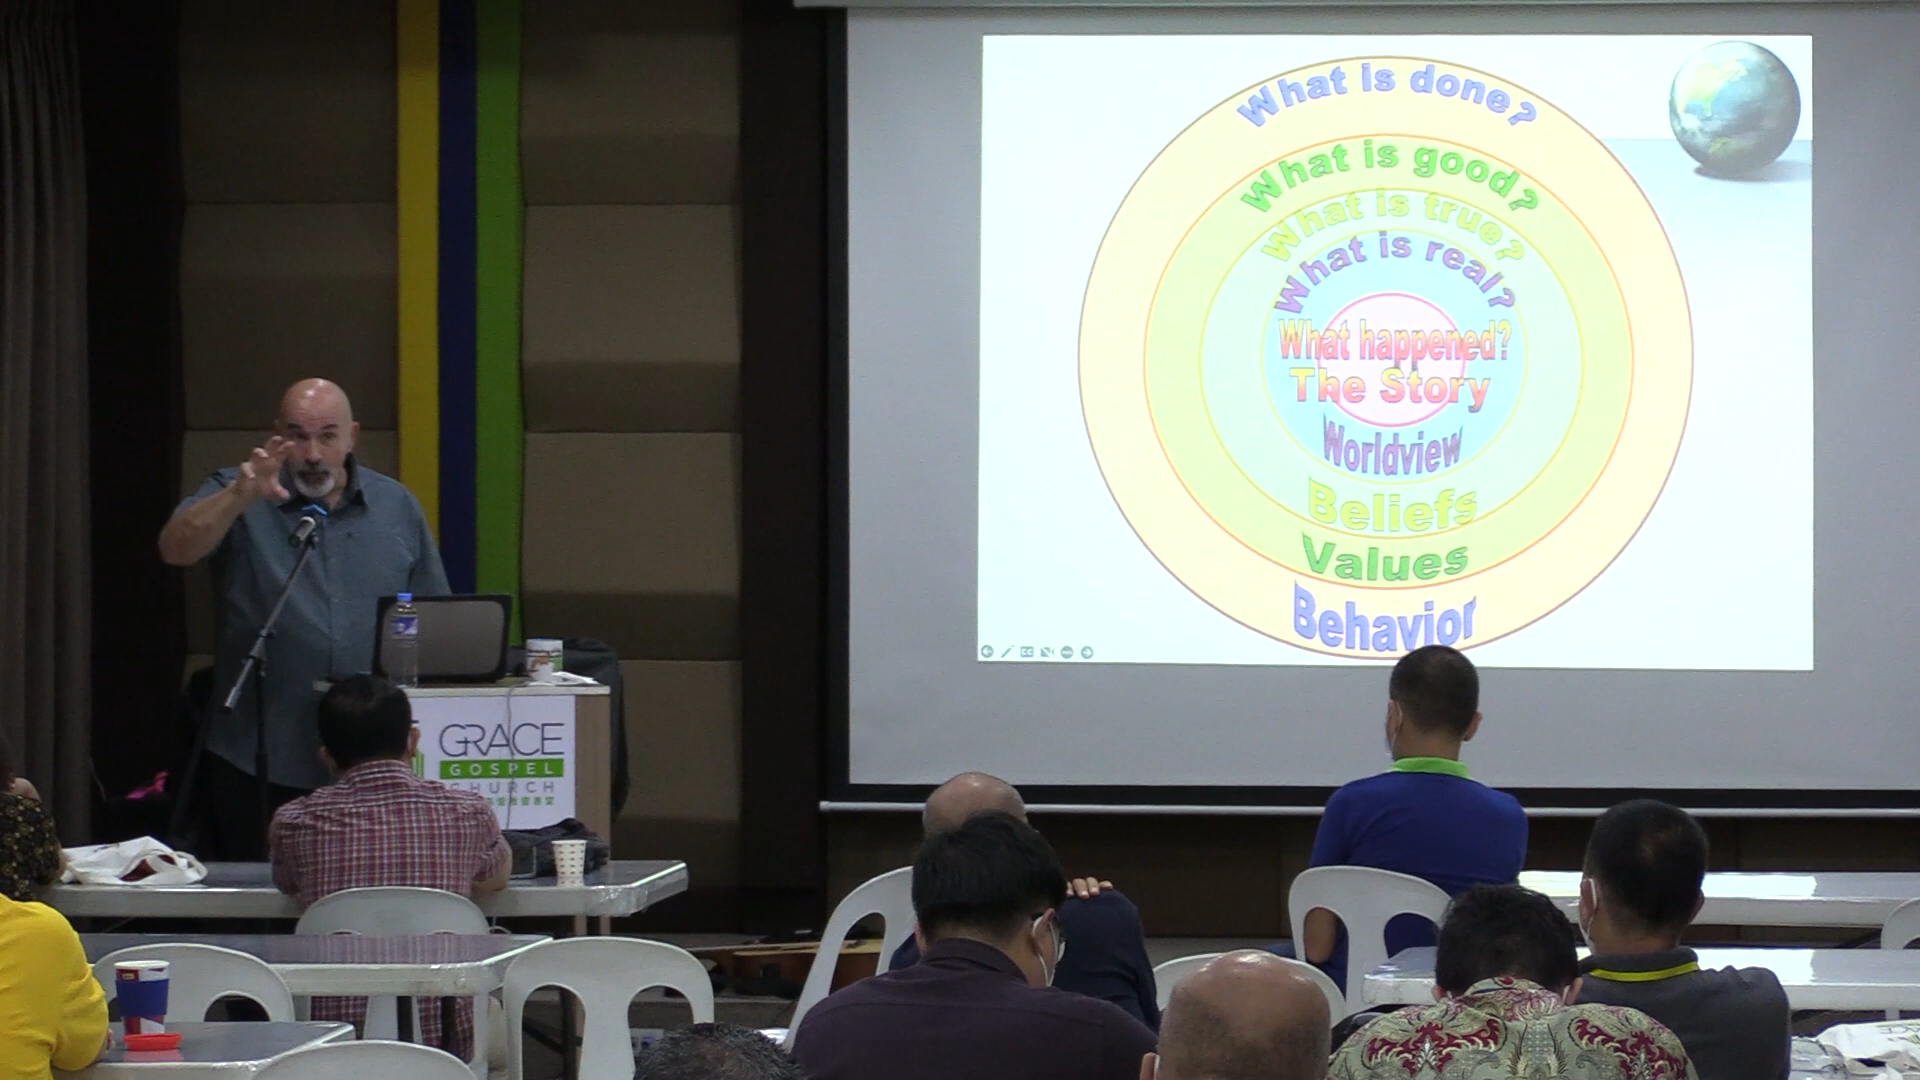 What is done?
What is good?
What is true?
What is real?
What happened?
The Story
Worldview
Beliefs
Values
Behavior
GRACE
GOSPEL
CHURCH